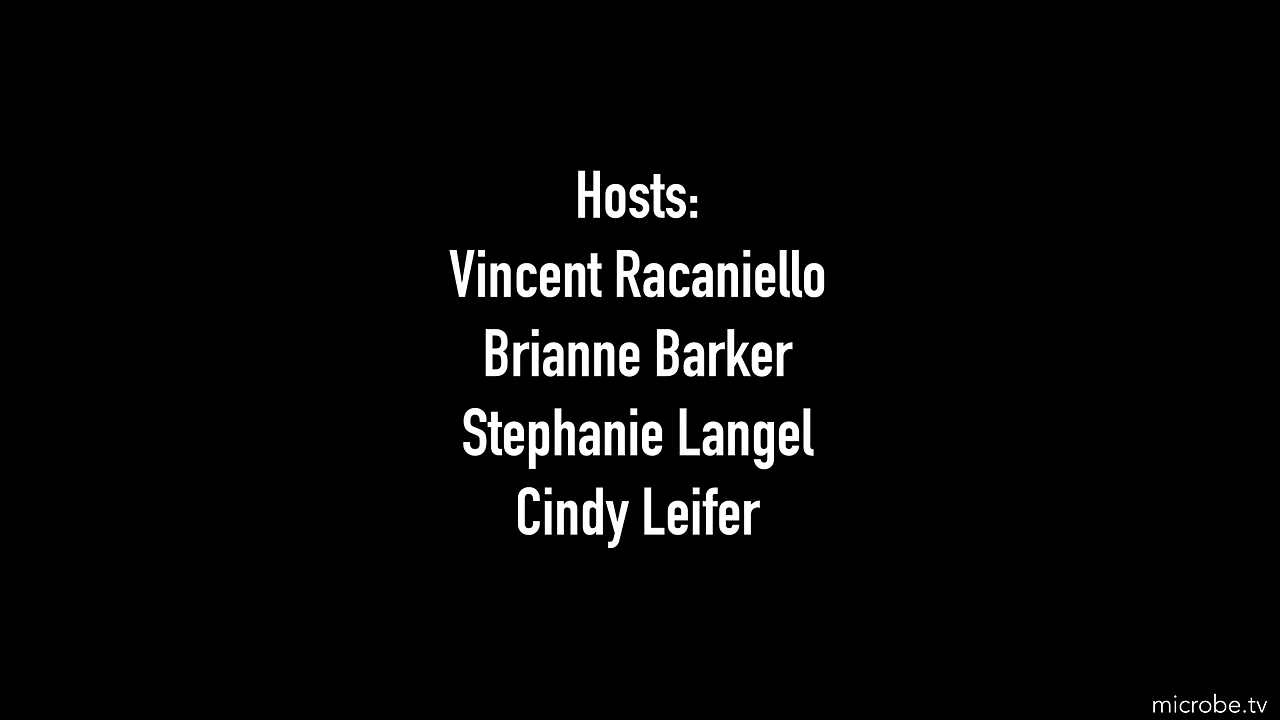 Hosts:
Vincent Racaniello
Brianne Barker
Stephanie Langel
Cindy Leifer
microbe.tv